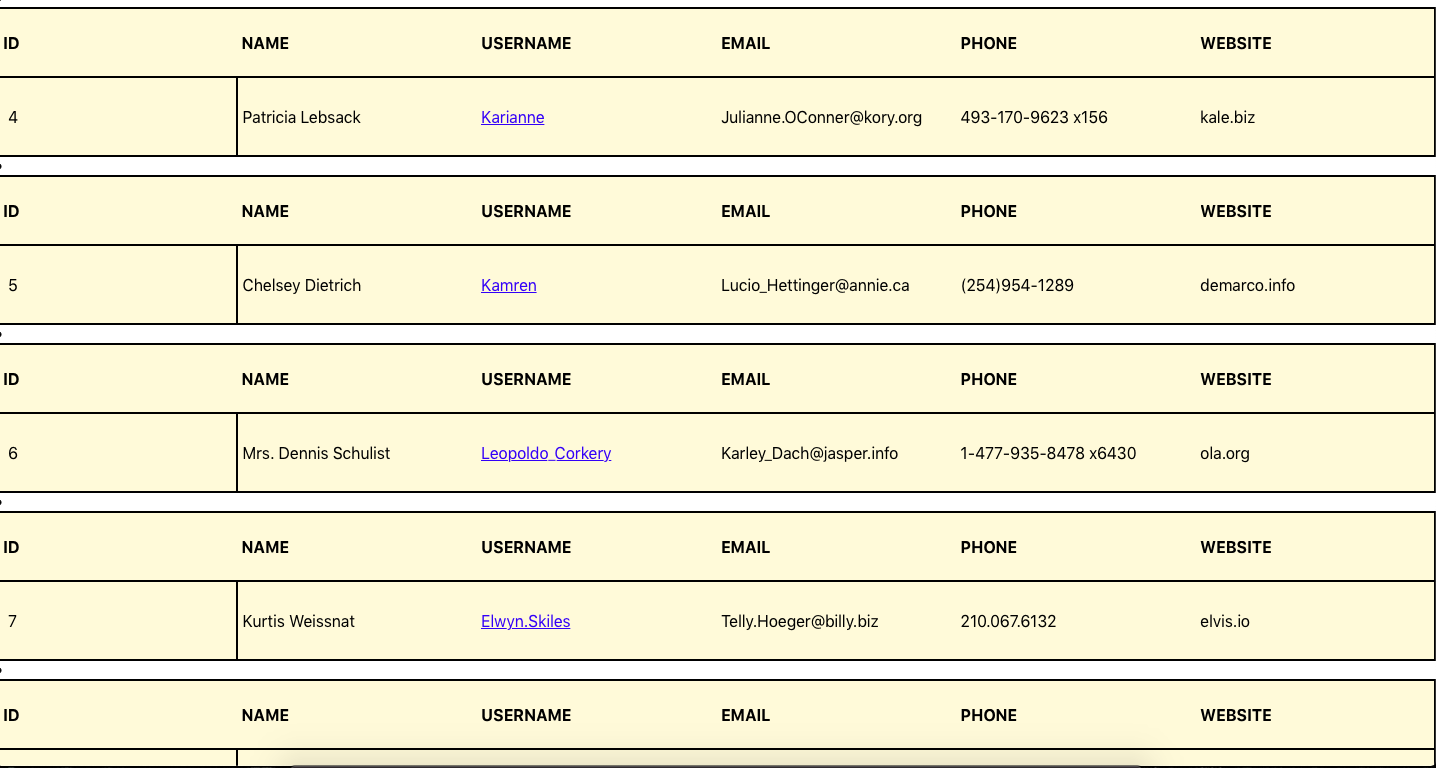 ID NAME USERNAME EMAIL PHONE WEBSITE
4 Patricia Lebsack Karianne Julianne.OConner@kory.org 493-170-9623 x156 kale.biz
ID NAME USERNAME EMAIL PHONE WEBSITE
5 Chelsey Dietrich Kamren Lucio_Hettinger@annie.ca (254)954-1289 demarco.info
ID NAME USERNAME EMAIL PHONE WEBSITE
6 Mrs. Dennis Schulist Leopoldo_Corkery Karley_Dach@jasper.info 1-477-935-8478 x6430 ola.org
ID NAME USERNAME EMAIL PHONE WEBSITE
7 Kurtis Weissnat Elwyn.Skiles Telly.Hoeger@billy.biz 210.067.6132 elvis.io
ID NAME USERNAME EMAIL PHONE WEBSITE